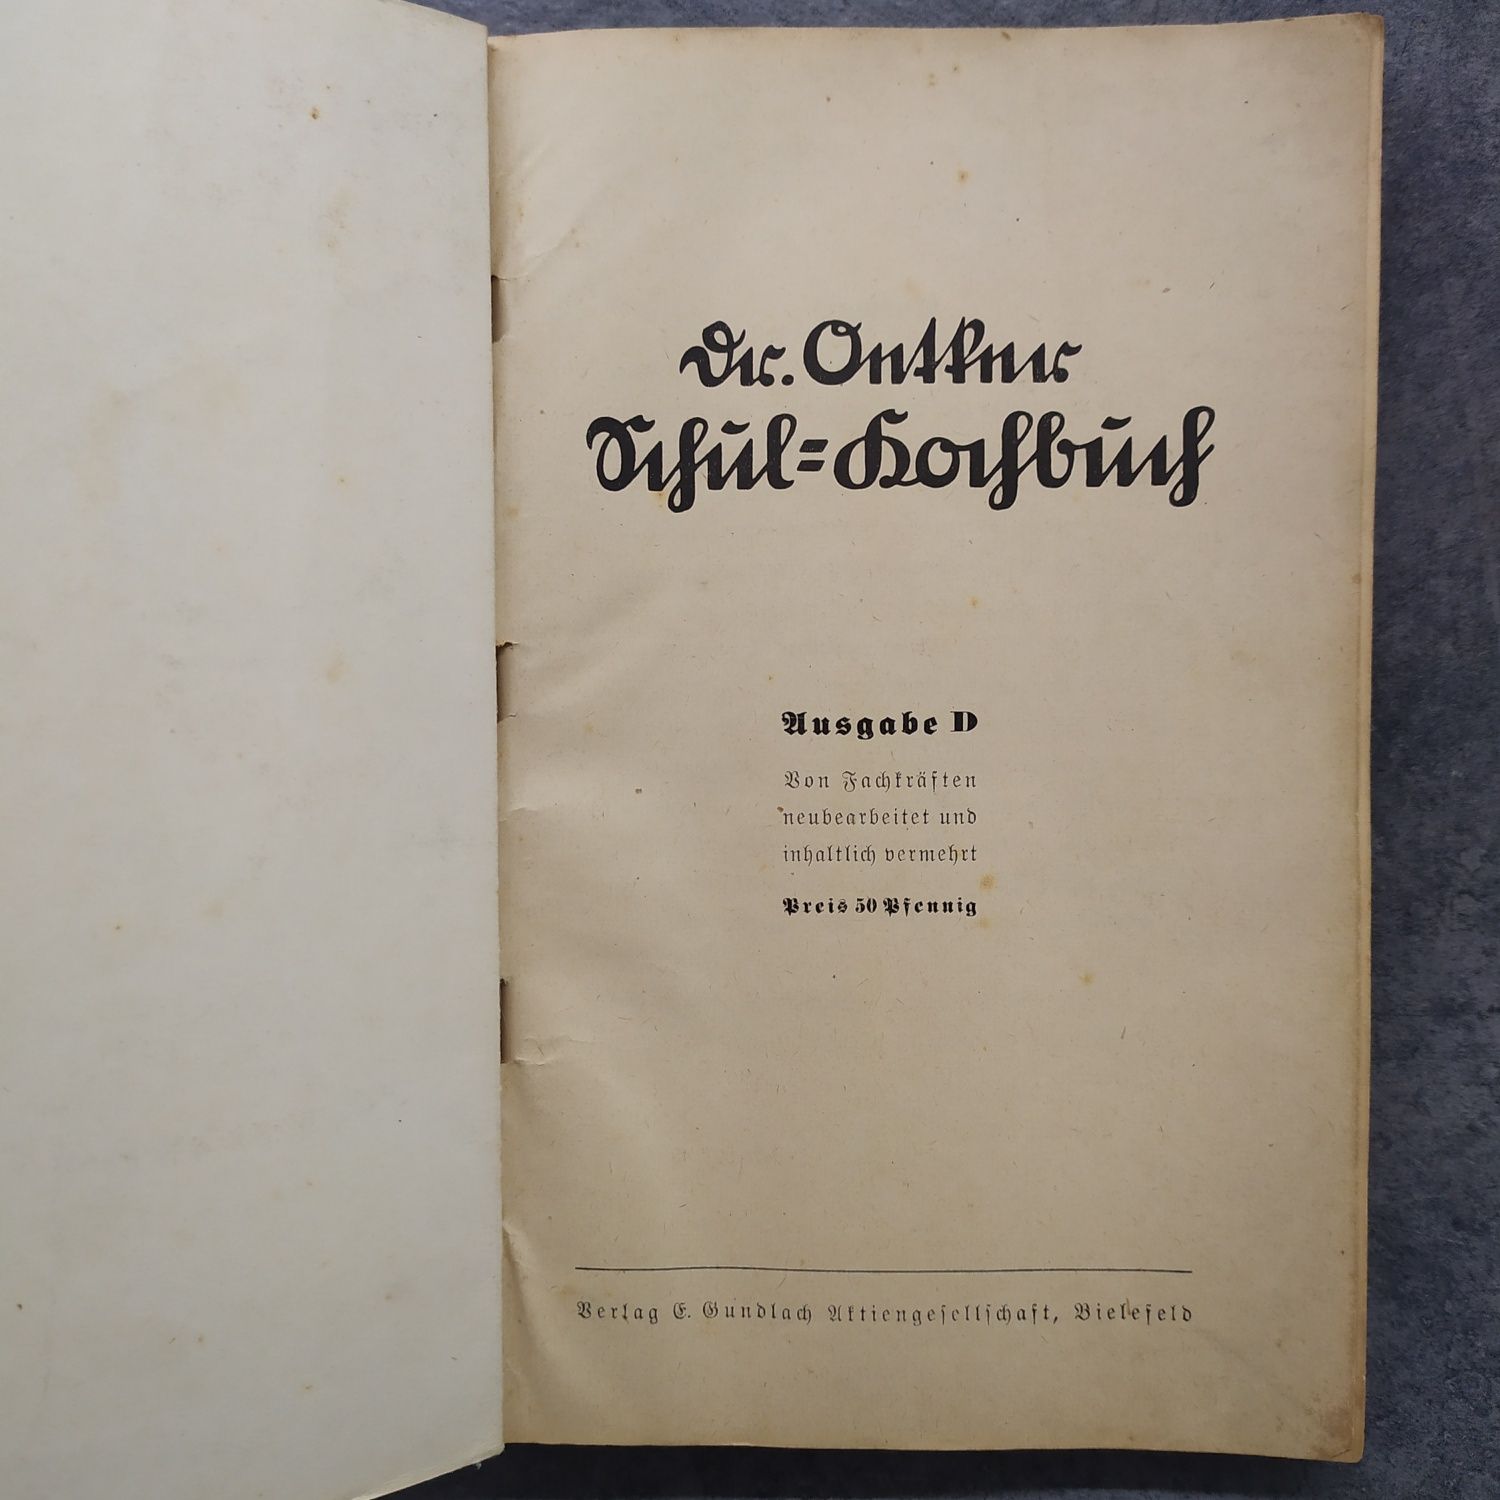 Dr. Oetker
Schul-Kochbuch
Ausgabe D
Von Fachkräften
neubearbeitet und
inhaltlich vermehrt
Preis 50 Pfennig
Verlag E. Gundlach Aktiengesellschaft, Bielefeld